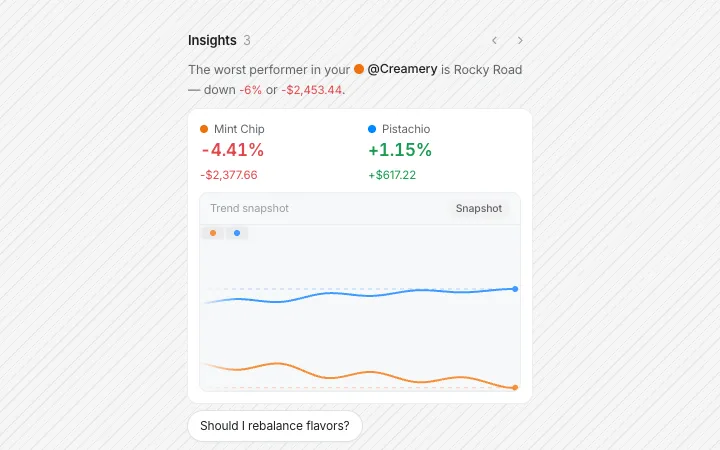 Insights 3
The worst performer in your @Creamery is Rocky Road
— down -6% or -$2,453.44.
Mint Chip
Pistachio
-4.41%
+1.15%
-$2,377.66
+$617.22
Trend snapshot
Snapshot
Should I rebalance flavors?